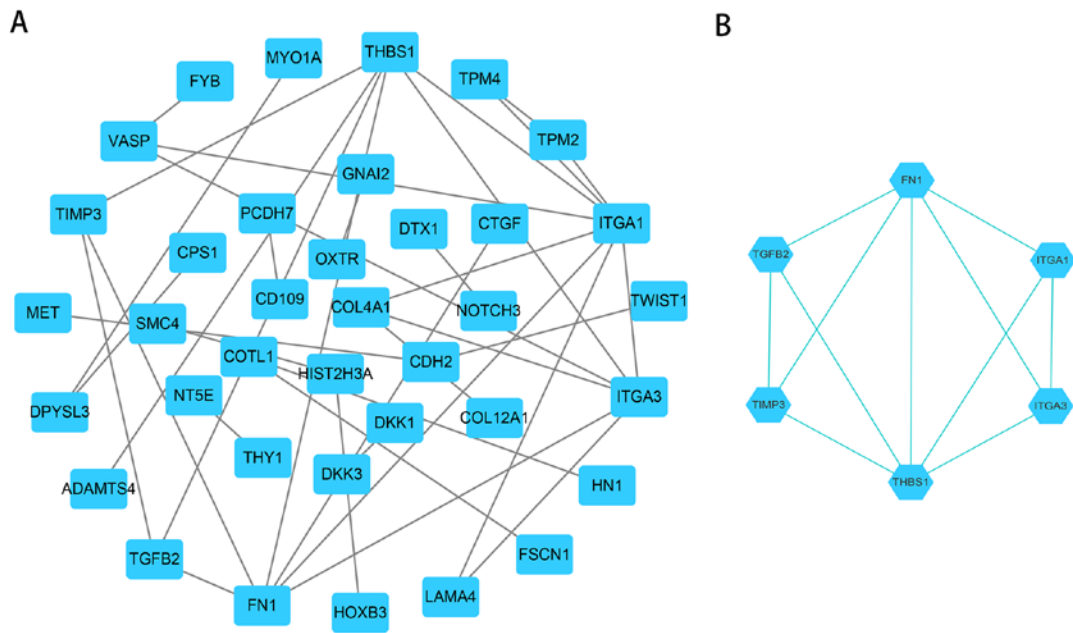 A
B
MYO1A
THBS1
FYB
TPM4
VASP
TPM2
GNAI2
TIMP3
PCDH7
CTGF
ITGA1
DTX1
CPS1
OXTR
CD109
COL4A1
NOTCH3
TWIST1
MET
SMC4
COTL1
HIST2H3A
CDH2
DPYSL3
NT5E
ITGA3
DKK1
COL12A1
THY1
DKK3
ADAMTS4
HN1
TGFB2
FSCN1
FN1
HOXB3
LAMA4
FN1
TGFB2
ITGA1
TIMP3
ITGA3
THBS1